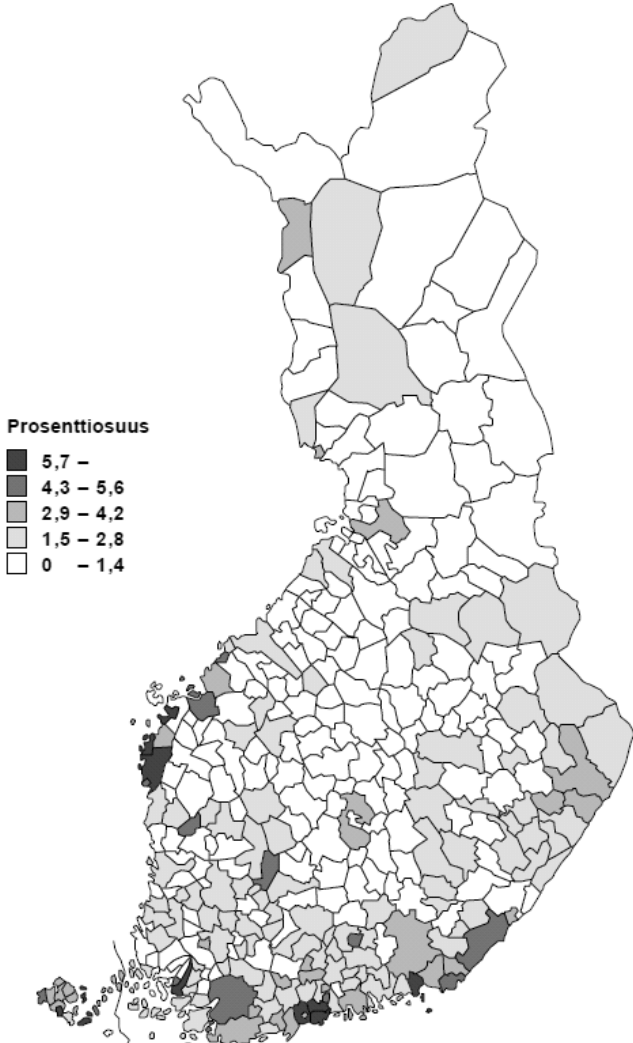 Prosenttiosuus
5,7 –
4,3 – 5,6
2,9 – 4,2
1,5 – 2,8
0 – 1,4